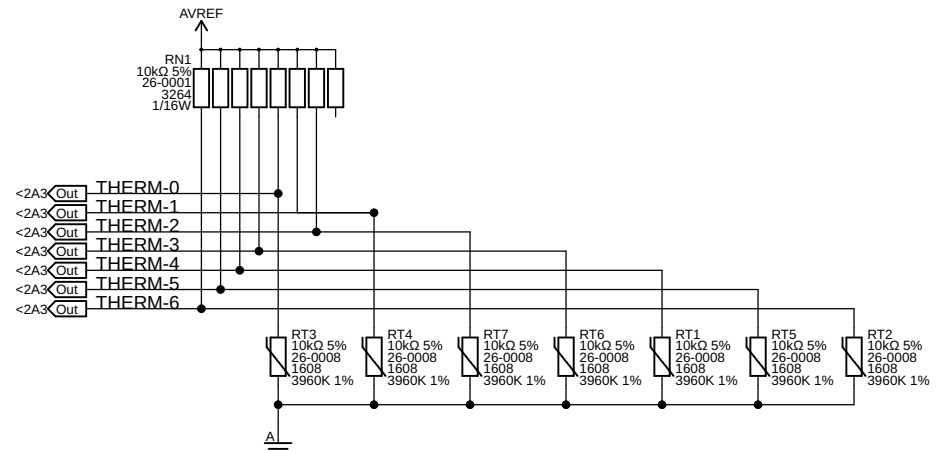 AVREF
RN1
10kΩ 5%
26-0001
3264
1/16W
<2A3 Out THERM-0
<2A3 Out THERM-1
<2A3 Out THERM-2
<2A3 Out THERM-3
<2A3 Out THERM-4
<2A3 Out THERM-5
<2A3 Out THERM-6
RT3
10kΩ 5%
26-0008
1608
3960K 1%
RT4
10kΩ 5%
26-0008
1608
3960K 1%
RT7
10kΩ 5%
26-0008
1608
3960K 1%
RT6
10kΩ 5%
26-0008
1608
3960K 1%
RT1
10kΩ 5%
26-0008
1608
3960K 1%
RT5
10kΩ 5%
26-0008
1608
3960K 1%
RT2
10kΩ 5%
26-0008
1608
3960K 1%
A